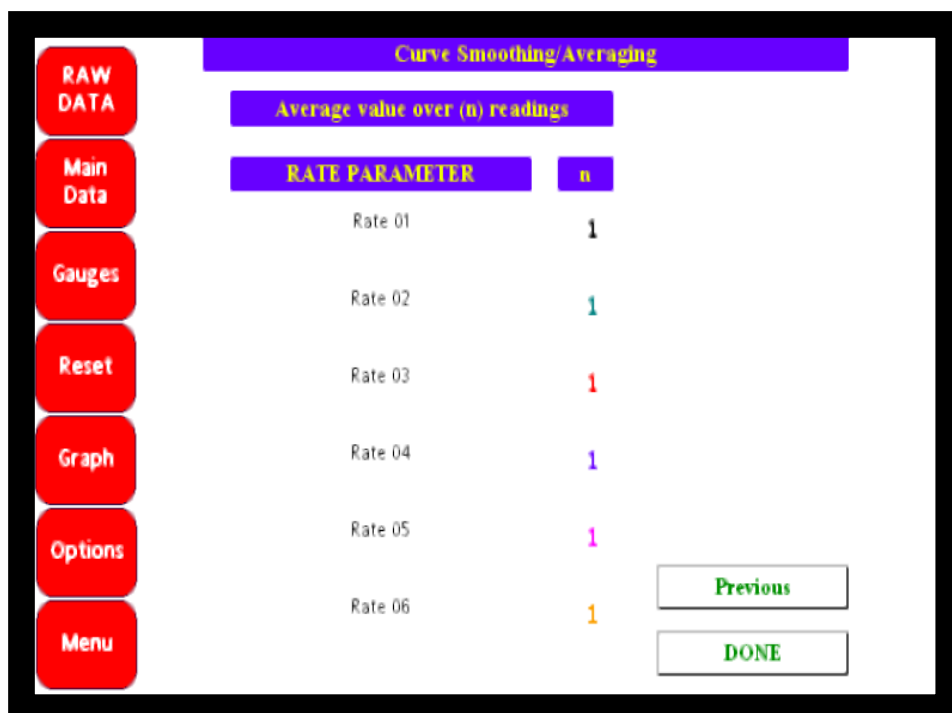 Curve Smoothing/Averaging
RAW
DATA
Average value over (n) readings
Main
Data
RATE PARAMETER n
Rate 01 1
Gauges
Rate 02 1
Reset
Rate 03 1
Graph
Rate 04 1
Options
Rate 05 1
Previous
Rate 06 1
Menu
DONE